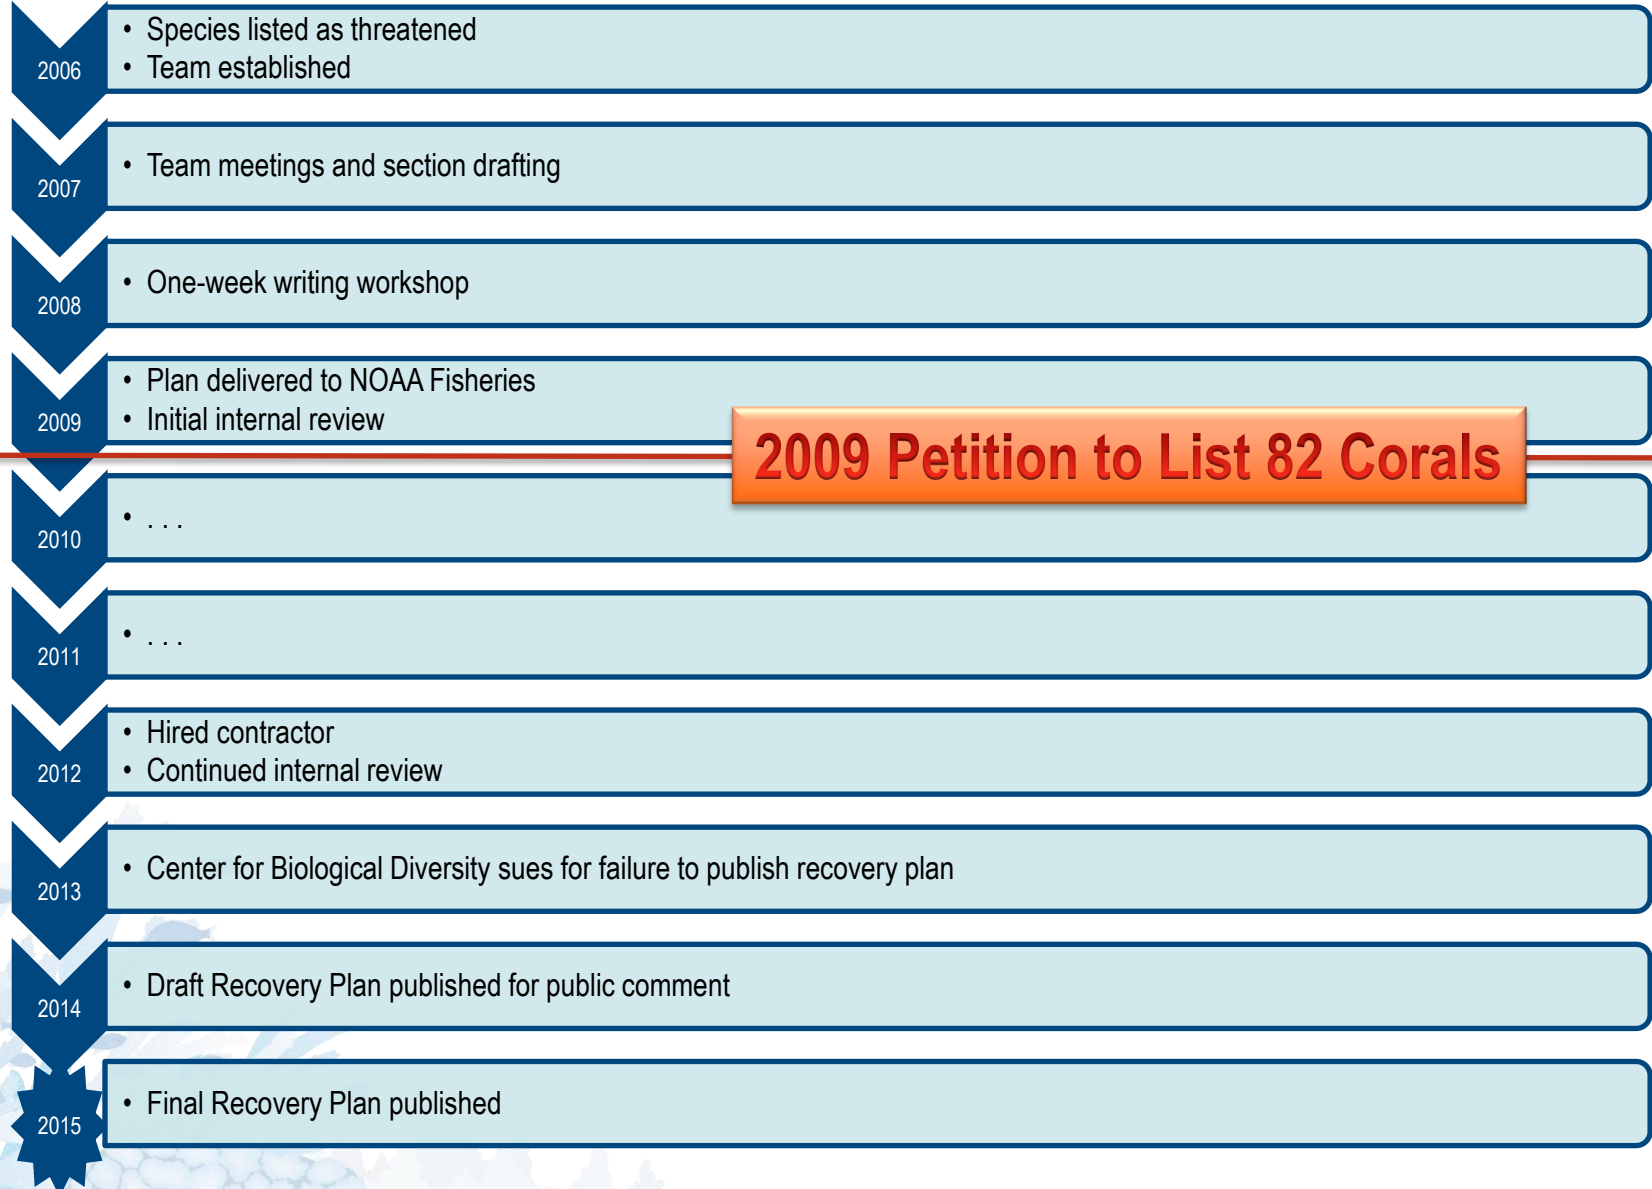 2006
• Species listed as threatened
• Team established
2007
• Team meetings and section drafting
2008
• One-week writing workshop
2009
• Plan delivered to NOAA Fisheries
• Initial internal review
2009 Petition to List 82 Corals
2010
• . . .
2011
• . . .
2012
• Hired contractor
• Continued internal review
2013
• Center for Biological Diversity sues for failure to publish recovery plan
2014
• Draft Recovery Plan published for public comment
2015
• Final Recovery Plan published